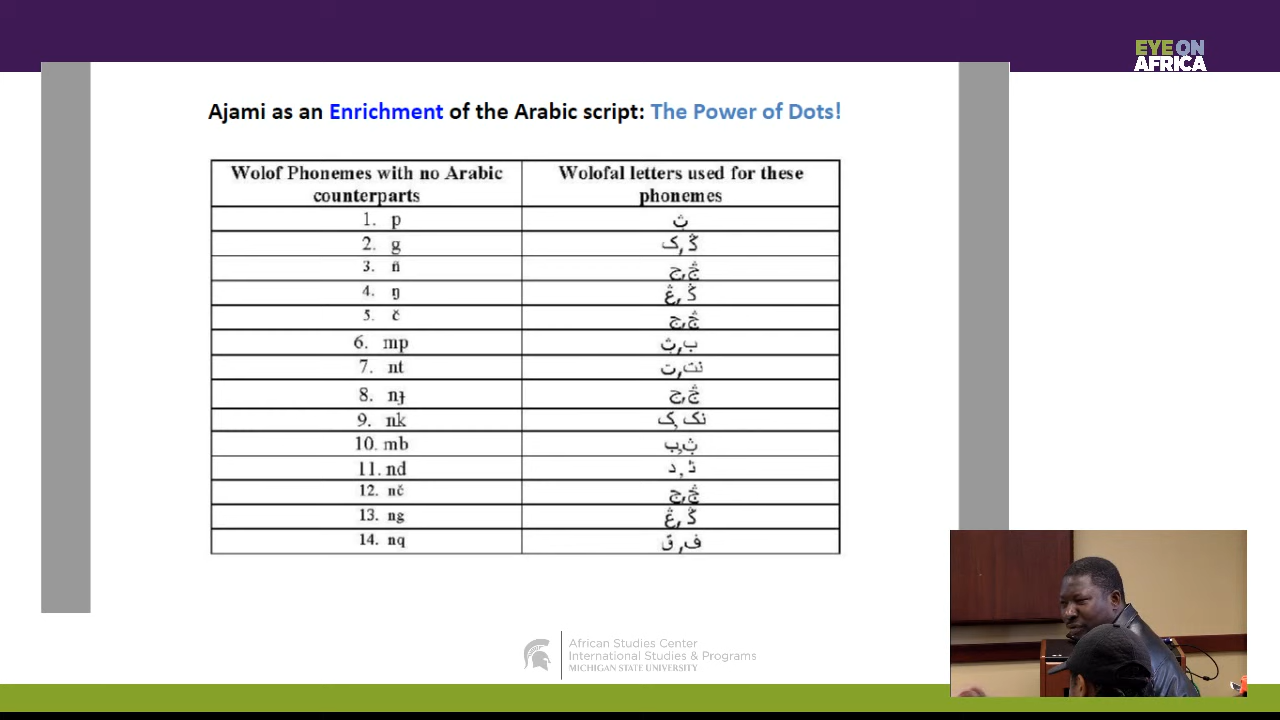 EYE ON
AFRICA
Ajami as an Enrichment of the Arabic script: The Power of Dots!
Wolof Phonemes with no Arabic
counterparts
Wolofal letters used for these
phonemes
1. p
2. g
3. ñ
4. ŋ
5. č
6. mp
7. nt
نت, ت
8. nɟ
9. nk
نک, ک
10. mb
11. nd
12. nč
13. ng
14. nq
African Studies Center
International Studies & Programs
MICHIGAN STATE UNIVERSITY